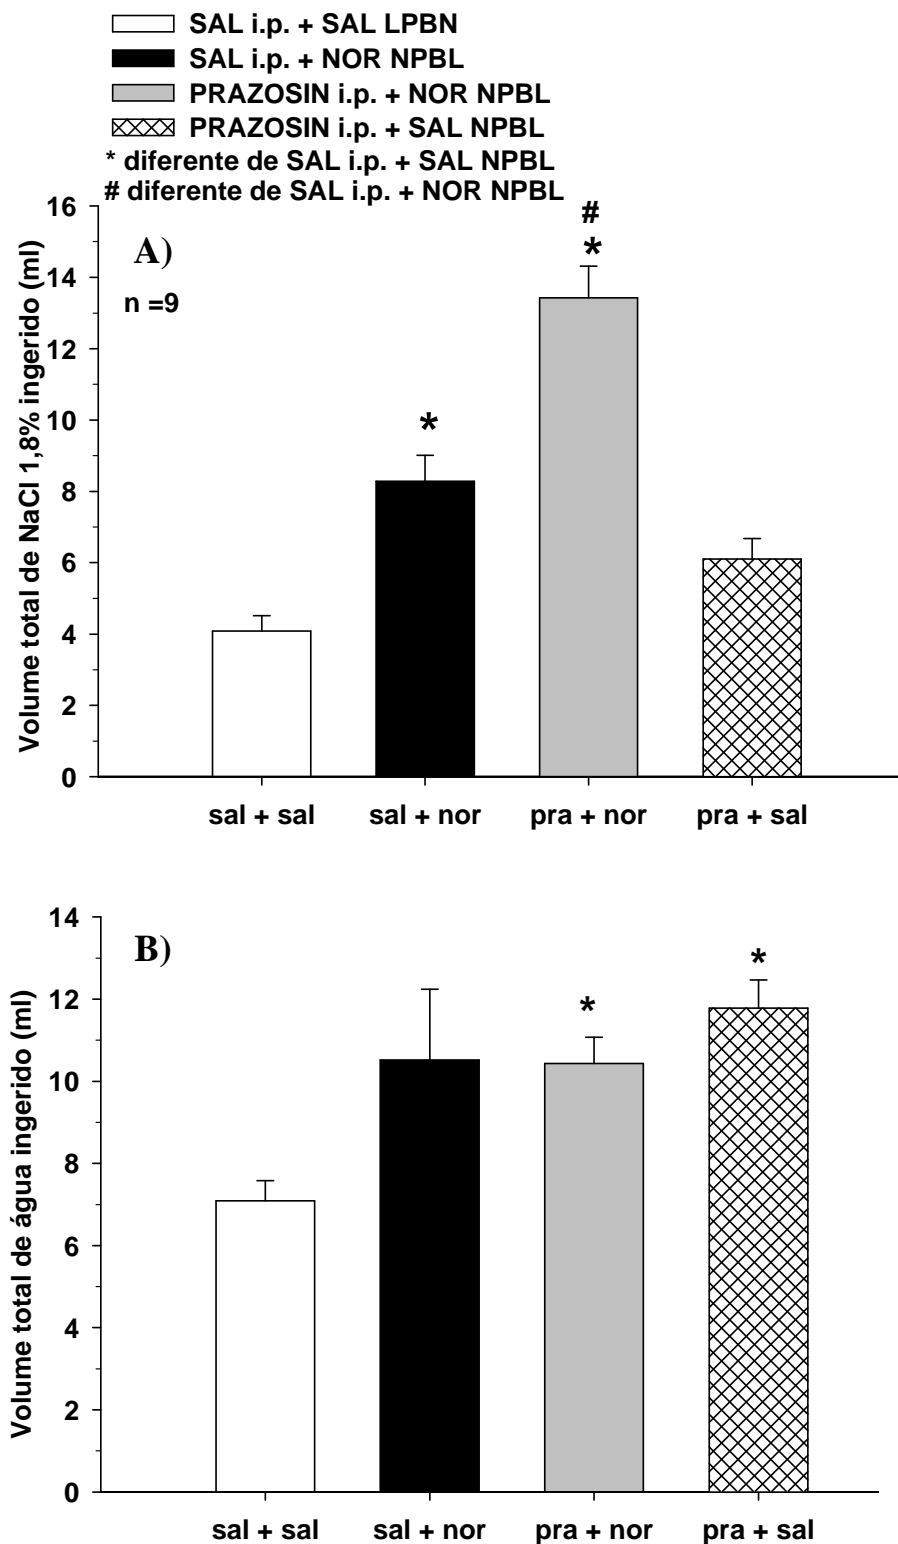 SAL i.p. + SAL LPBN
SAL i.p. + NOR NPBL
PRAZOSIN i.p. + NOR NPBL
PRAZOSIN i.p. + SAL NPBL
* diferente de SAL i.p. + SAL NPBL
# diferente de SAL i.p. + NOR NPBL
A)
n =9
Volume total de NaCl 1,8% ingerido (ml)
16
14
12
10
8
6
4
2
0
*
#
*
sal + sal
sal + nor
pra + nor
pra + sal
B)
Volume total de água ingerido (ml)
14
12
10
8
6
4
2
0
*
*
sal + sal
sal + nor
pra + nor
pra + sal